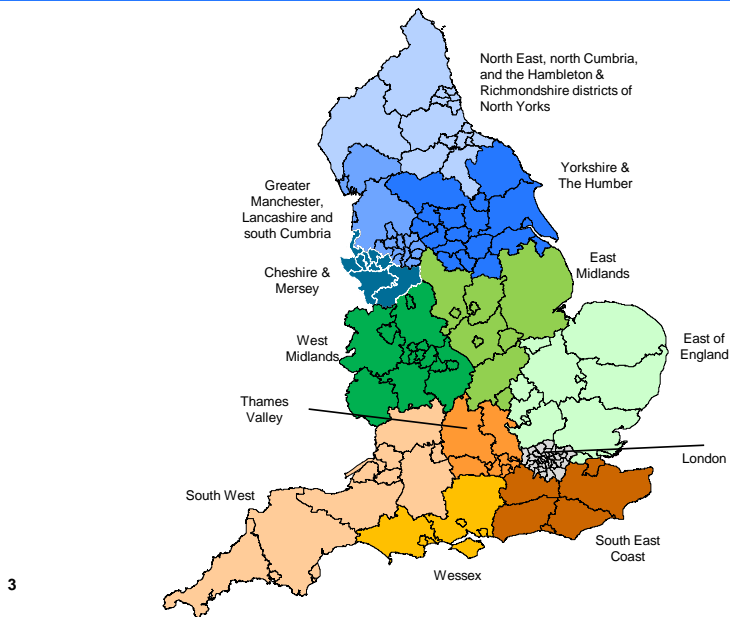 North East, north Cumbria,
and the Hambleton &
Richmondshire districts of
North Yorks
Yorkshire &
The Humber
Greater
Manchester,
Lancashire and
south Cumbria
East
Midlands
Cheshire &
Mersey
West
Midlands
East of
England
Thames
Valley
London
South West
South East
Coast
Wessex
3